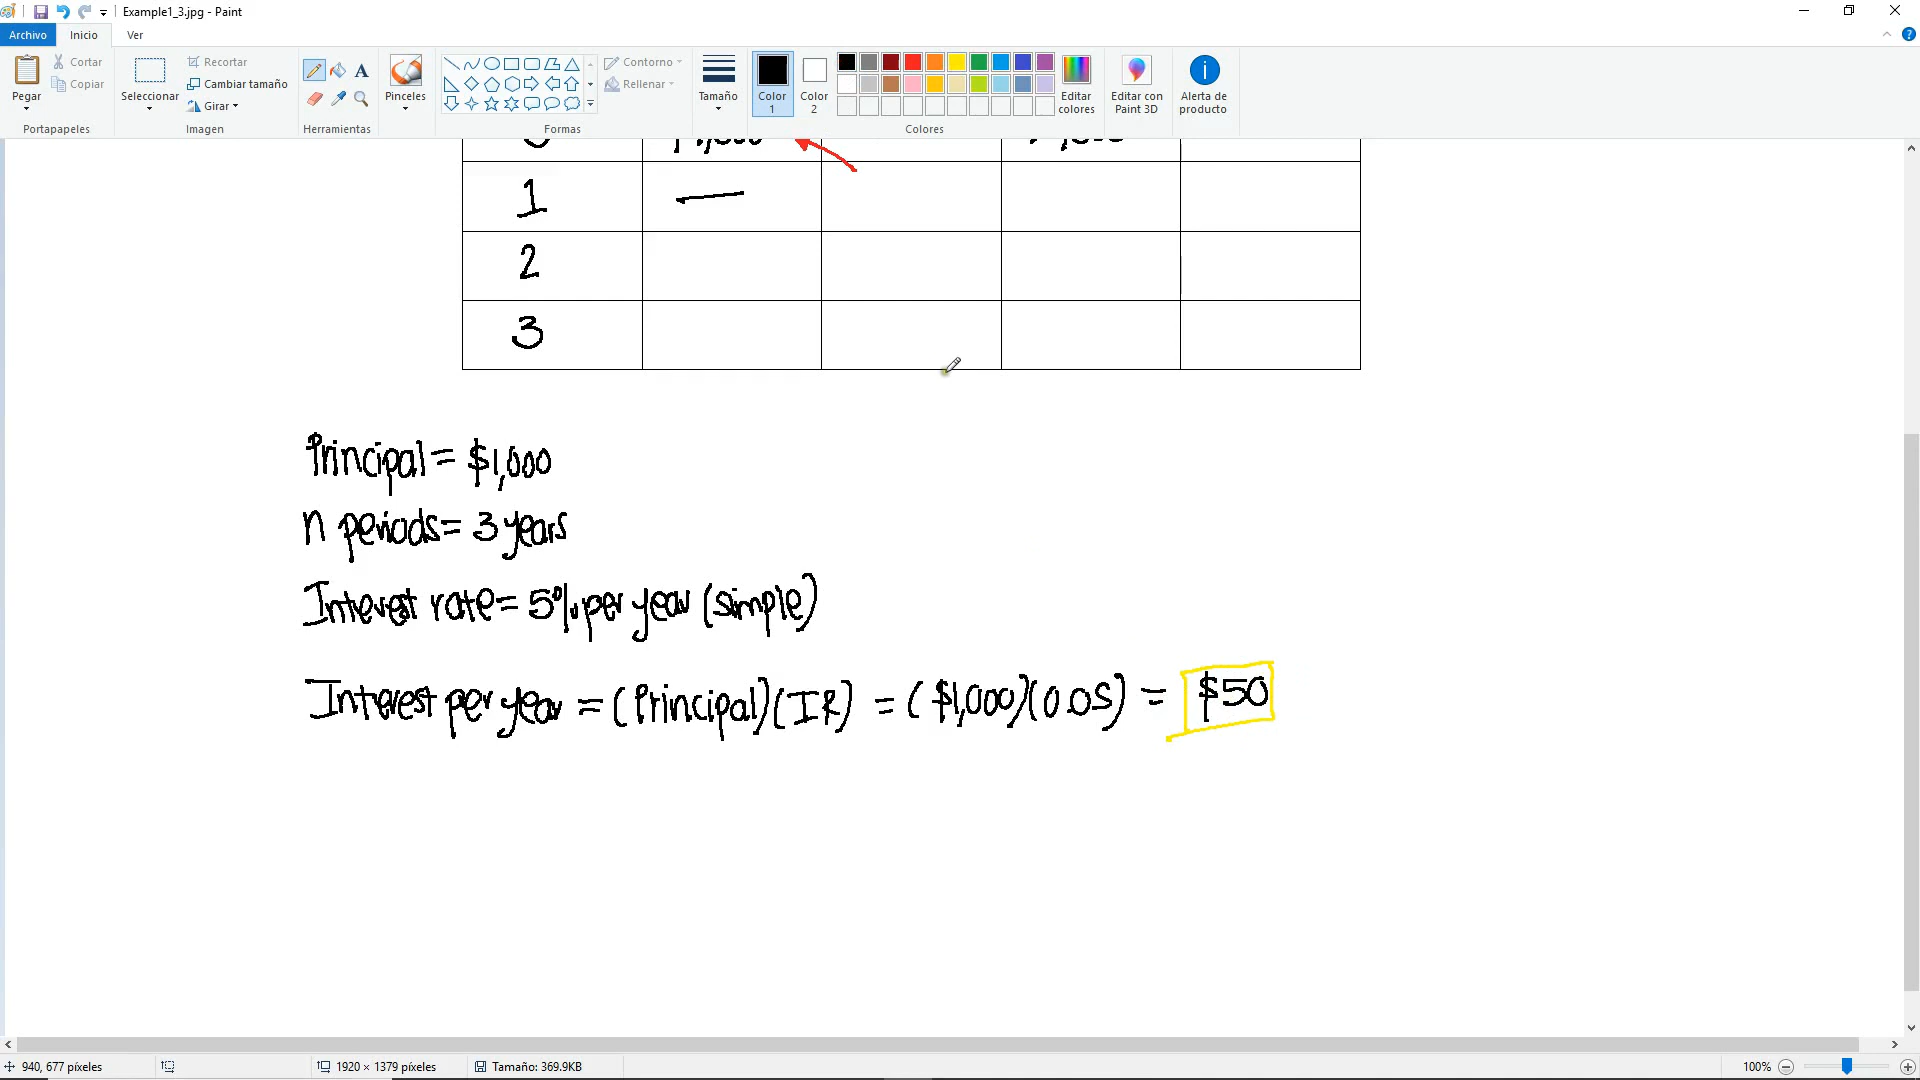 Example1_3.jpg - Paint
Archivo Inicio Ver
Pegar
Cortar
Copiar
Portapapeles
Seleccionar
Recortar
Cambiar tamaño
Girar
Imagen
A
Herramientas
Pinceles
Formas
Contorno
Rellenar
Tamaño
Color 1
Color 2
Colores
Editar colores
Editar con Paint 3D
Alerta de producto
1 —
2
3
Principal = $1,000
n periods = 3 years
Interest rate = 5% per year (simple)
Interest per year = (Principal)(IR) = ($1,000)(0.05) = $50
940, 677 píxeles
1920 × 1379 píxeles
Tamaño: 369.9KB
100%